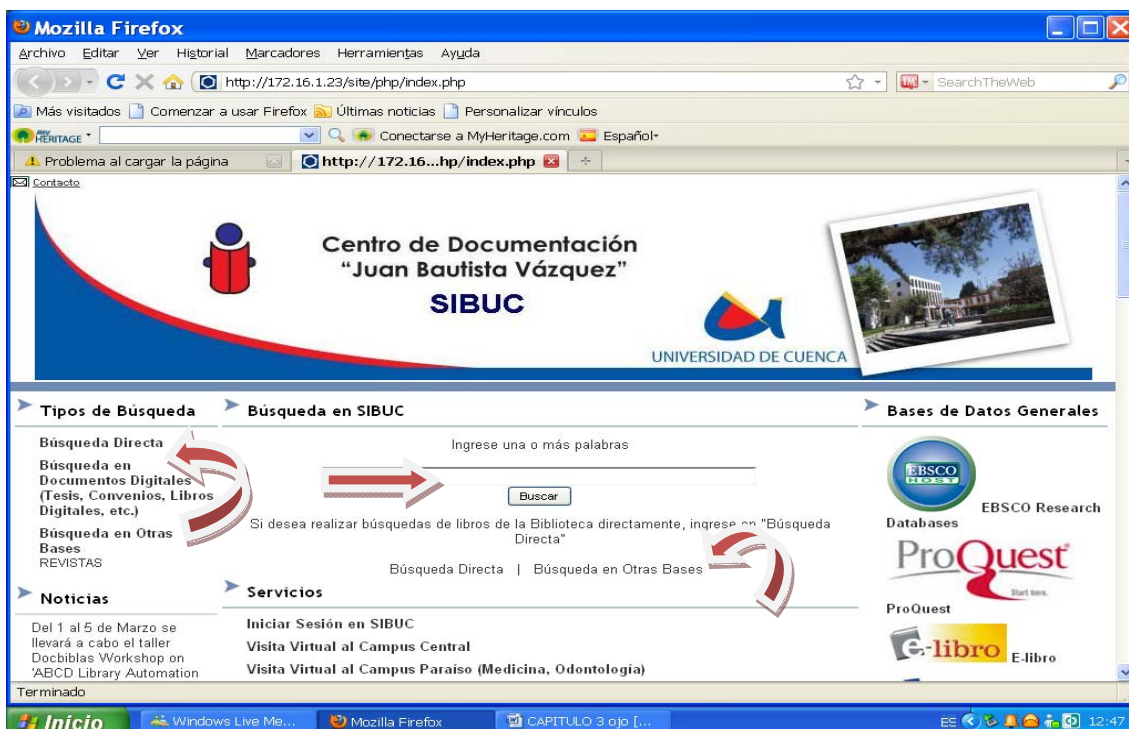 Mozilla Firefox
Archivo Editar Ver Historial Marcadores Herramientas Ayuda
http://172.16.1.23/site/php/index.php
SearchTheWeb
Más visitados Comenzar a usar Firefox Últimas noticias Personalizar vínculos
MY HERITAGE Conectarse a MyHeritage.com Español
Problema al cargar la página http://172.16...hp/index.php
Contacto
Centro de Documentación
"Juan Bautista Vázquez"
SIBUC
UNIVERSIDAD DE CUENCA
Tipos de Búsqueda
Búsqueda Directa
Búsqueda en
Documentos Digitales
(Tesis, Convenios, Libros
Digitales, etc.)
Búsqueda en Otras
Bases
REVISTAS
Noticias
Del 1 al 5 de Marzo se
llevará a cabo el taller
Docbiblas Workshop on
'ABCD Library Automation
Búsqueda en SIBUC
Ingrese una o más palabras
Buscar
Si desea realizar búsquedas de libros de la Biblioteca directamente, ingrese en "Búsqueda
Directa"
Búsqueda Directa | Búsqueda en Otras Bases
Servicios
Iniciar Sesión en SIBUC
Visita Virtual al Campus Central
Visita Virtual al Campus Paraíso (Medicina, Odontología)
Bases de Datos Generales
EBSCO
HOST
EBSCO Research
Databases
ProQuest
Start here.
ProQuest
e-libro
E-libro
Terminado
Inicio Windows Live Me... Mozilla Firefox CAPITULO 3 ojo [... EE 12:47